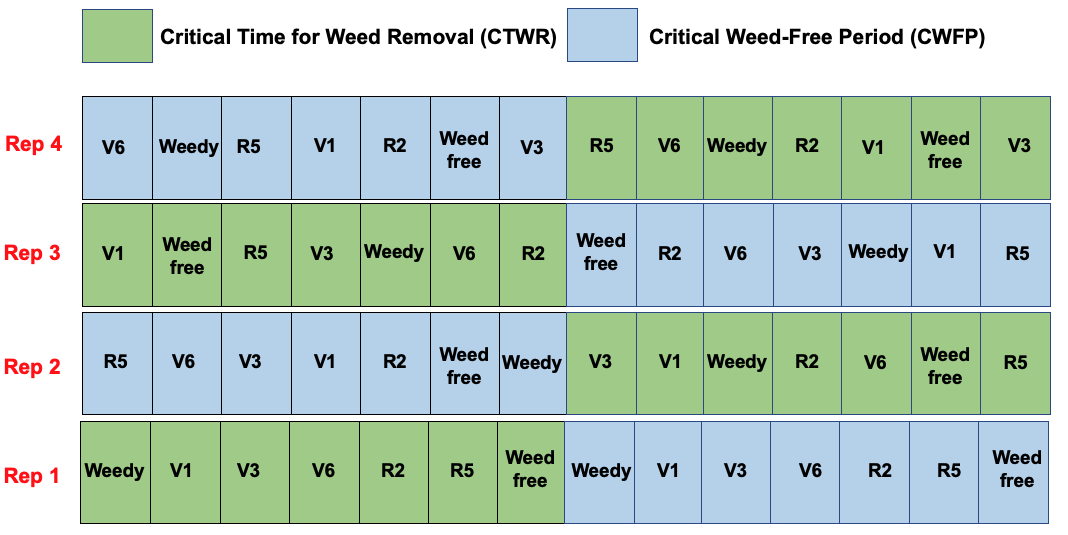 Critical Time for Weed Removal (CTWR) Critical Weed-Free Period (CWFP)
Rep 4 V6 Weedy R5 V1 R2 Weed free V3 R5 V6 Weedy R2 V1 Weed free V3
Rep 3 V1 Weed free R5 V3 Weedy V6 R2 Weed free R2 V6 V3 Weedy V1 R5
Rep 2 R5 V6 V3 V1 R2 Weed free Weedy V3 V1 Weedy R2 V6 Weed free R5
Rep 1 Weedy V1 V3 V6 R2 R5 Weed free Weedy V1 V3 V6 R2 R5 Weed free